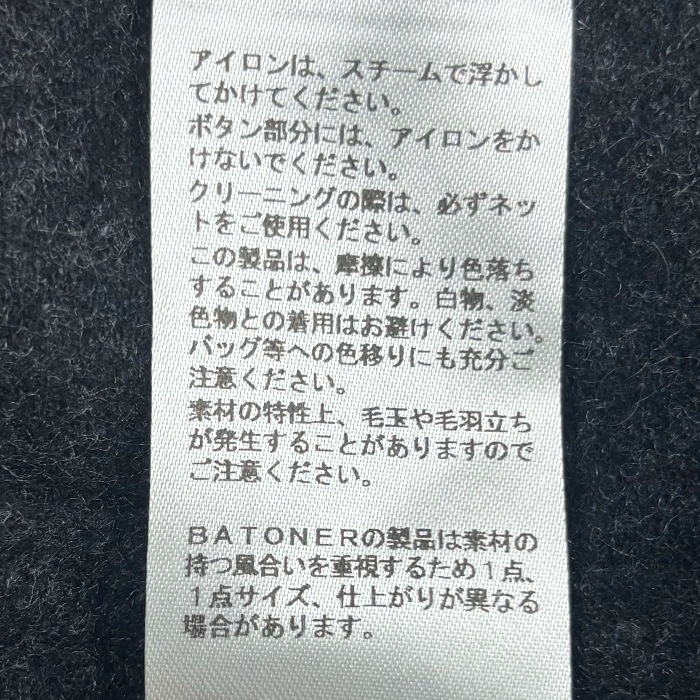 アイロンは、スチームで浮かし
てかけてください。
ボタン部分には、アイロンをか
けないでください。
クリーニングの際は、必ずネッ
トをご使用ください。
この製品は、摩擦により色落ち
することがあります。白物、淡
色物との着用はお避けください。
バッグ等への色移りにも充分ご
注意ください。
素材の特性上、毛玉や毛羽立ち
が発生することがありますので
ご注意ください。
BATONERの製品は素材の
持つ風合いを重視するため1点、
1点サイズ、仕上がりが異なる
場合があります。